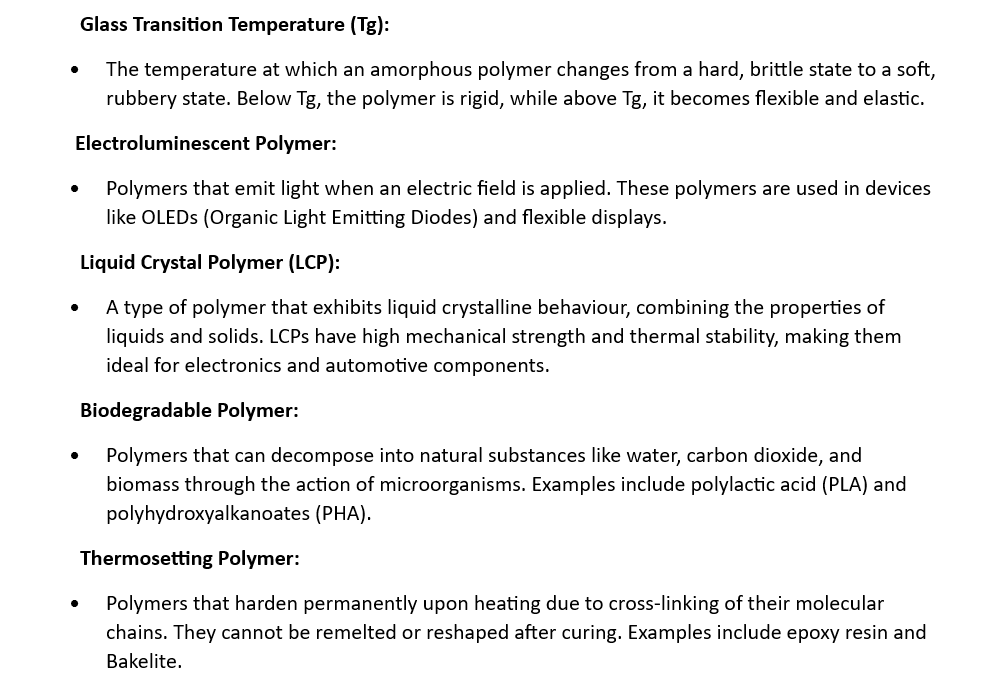 Glass Transition Temperature (Tg):
• The temperature at which an amorphous polymer changes from a hard, brittle state to a soft,
rubbery state. Below Tg, the polymer is rigid, while above Tg, it becomes flexible and elastic.
Electroluminescent Polymer:
• Polymers that emit light when an electric field is applied. These polymers are used in devices
like OLEDs (Organic Light Emitting Diodes) and flexible displays.
Liquid Crystal Polymer (LCP):
• A type of polymer that exhibits liquid crystalline behaviour, combining the properties of
liquids and solids. LCPs have high mechanical strength and thermal stability, making them
ideal for electronics and automotive components.
Biodegradable Polymer:
• Polymers that can decompose into natural substances like water, carbon dioxide, and
biomass through the action of microorganisms. Examples include polylactic acid (PLA) and
polyhydroxyalkanoates (PHA).
Thermosetting Polymer:
• Polymers that harden permanently upon heating due to cross-linking of their molecular
chains. They cannot be remelted or reshaped after curing. Examples include epoxy resin and
Bakelite.